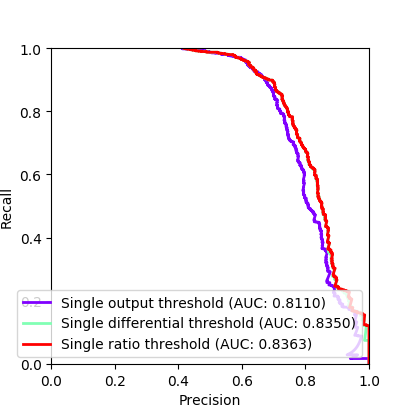 1.0
0.8
0.6
0.4
0.2
0.0
Recall
Single output threshold (AUC: 0.8110)
Single differential threshold (AUC: 0.8350)
Single ratio threshold (AUC: 0.8363)
0.0 0.2 0.4 0.6 0.8 1.0
Precision